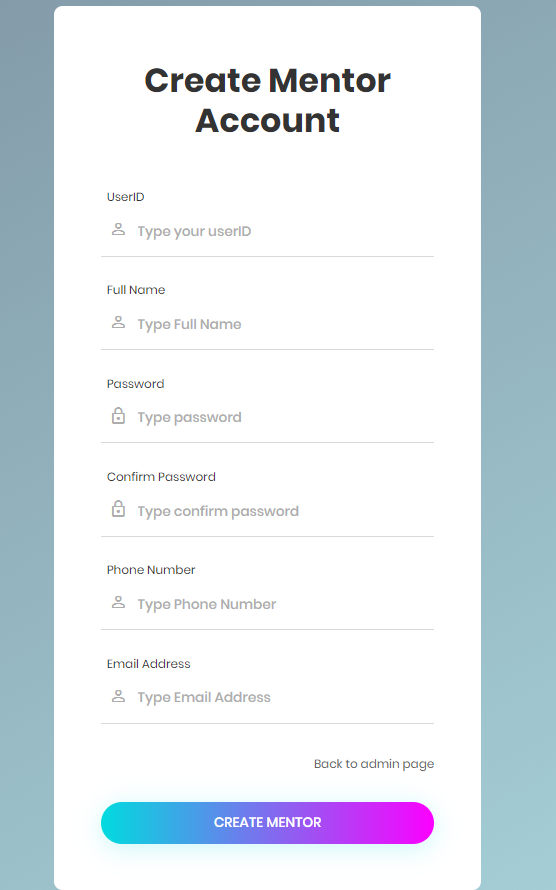 Create Mentor
Account
UserID
Type your userID
Full Name
Type Full Name
Password
Type password
Confirm Password
Type confirm password
Phone Number
Type Phone Number
Email Address
Type Email Address
Back to admin page
CREATE MENTOR